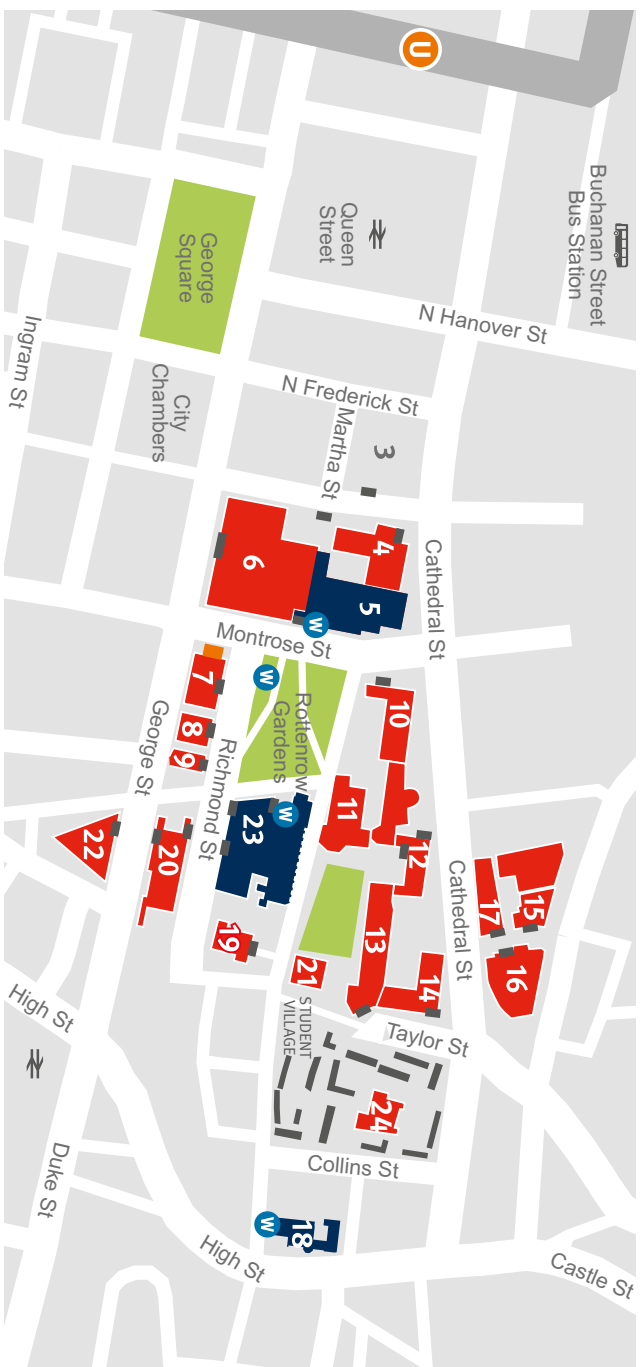 U
Buchanan Street
Bus Station
Queen
Street
George
Square
N Hanover St
Ingram St
City
Chambers
N Frederick St
Martha St
3
4
5
6
W
Cathedral St
Montrose St
W
Rottenrow
Gardens
7
8
9
10
George St
Richmond St
W
11
12
23
22
20
Cathedral St
15
17
16
13
19
21
14
STUDENT
VILLAGE
Taylor St
High St
24
Collins St
Duke St
W
18
High St
Castle St